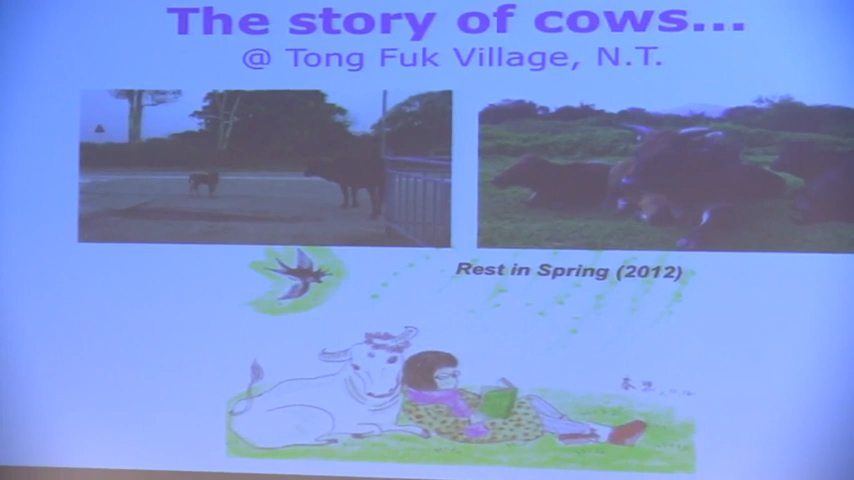 The story of cows...
@ Tong Fuk Village, N.T.
Rest in Spring (2012)